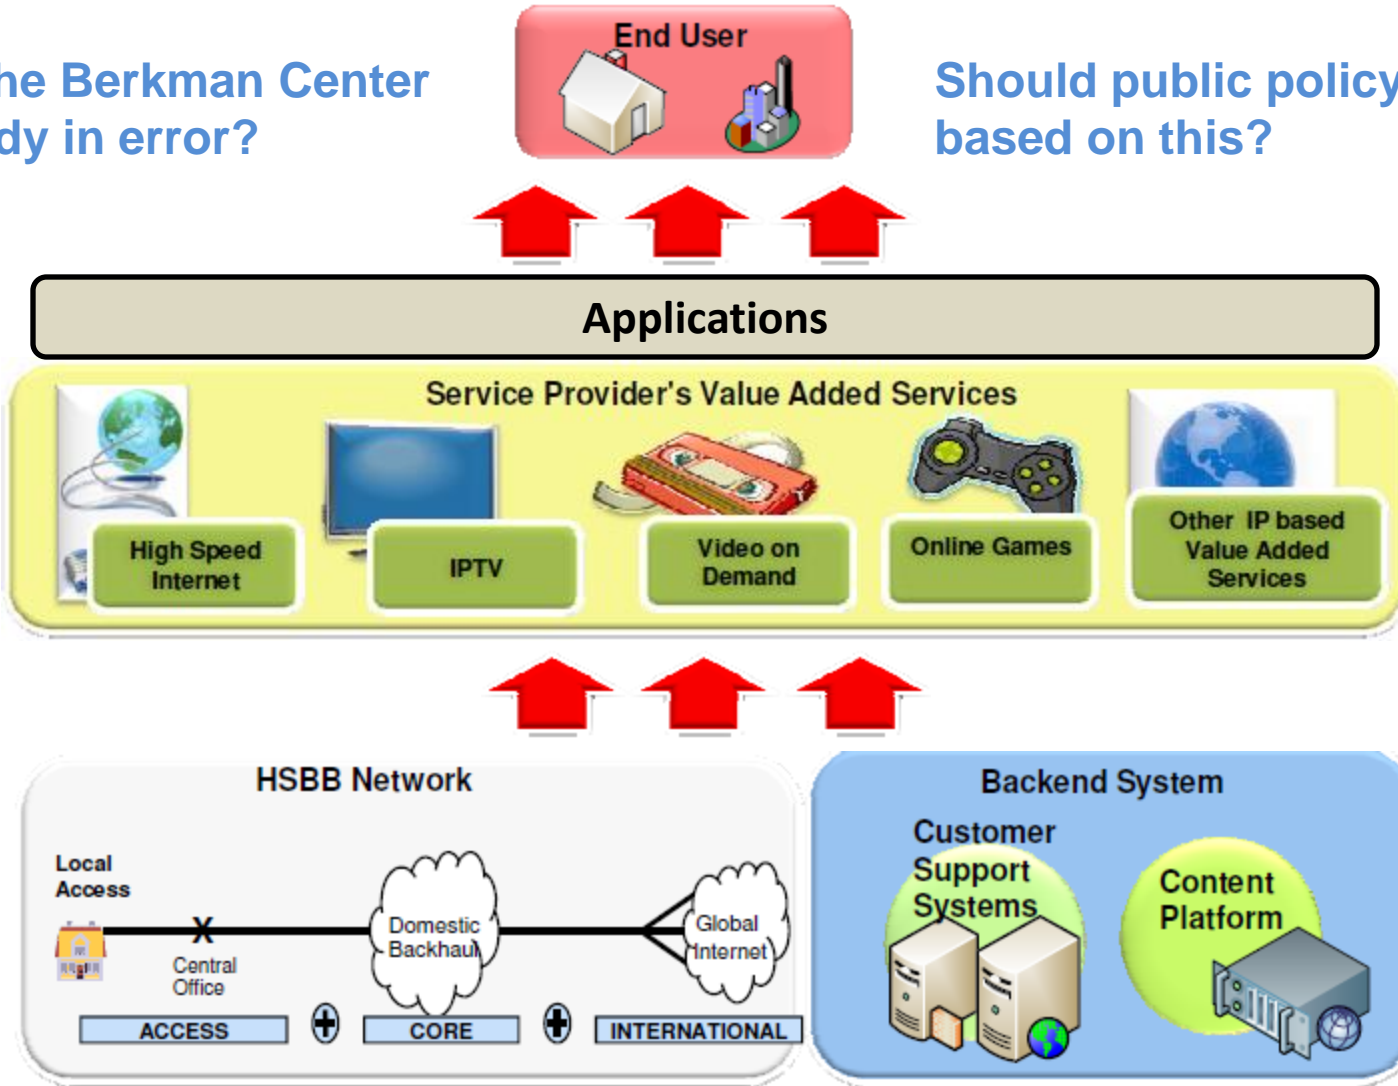 End User
he Berkman Center
dy in error?
Should public policy
based on this?
Applications
Service Provider's Value Added Services
High Speed
Internet
IPTV
Video on
Demand
Online Games
Other IP based
Value Added
Services
HSBB Network
Local
Access
X
Central
Office
Domestic
Backhaul
Global
Internet
ACCESS
+
CORE
+
INTERNATIONAL
Backend System
Customer
Support
Systems
Content
Platform